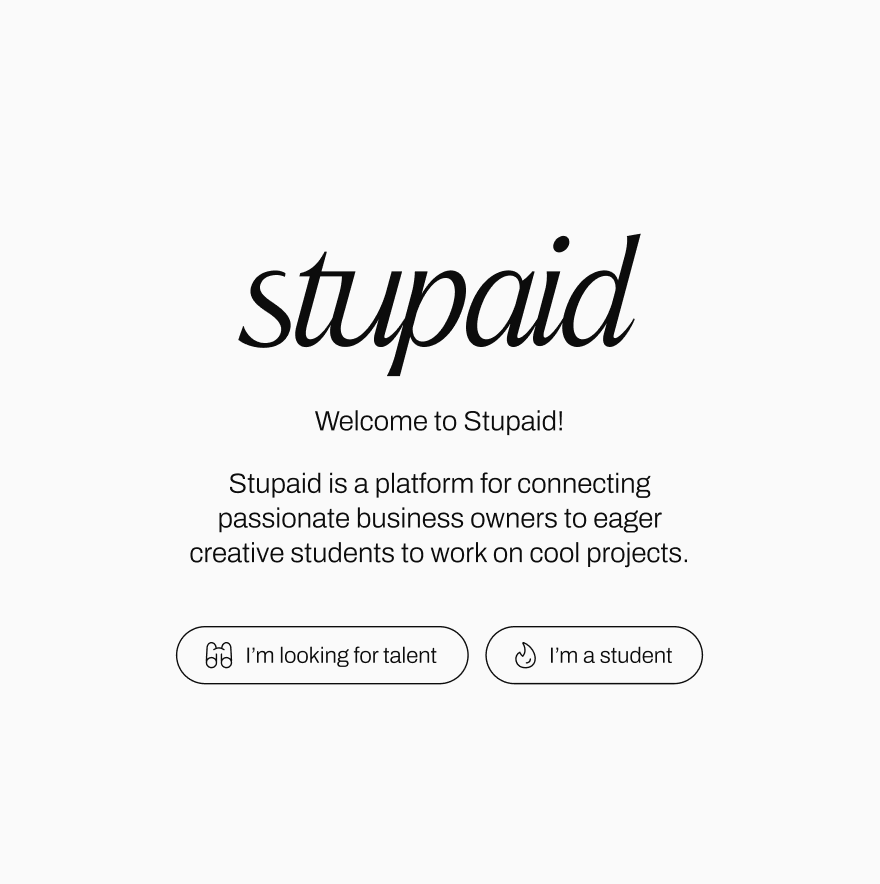 stupaid
Welcome to Stupaid!
Stupaid is a platform for connecting
passionate business owners to eager
creative students to work on cool projects.
I’m looking for talent
I’m a student